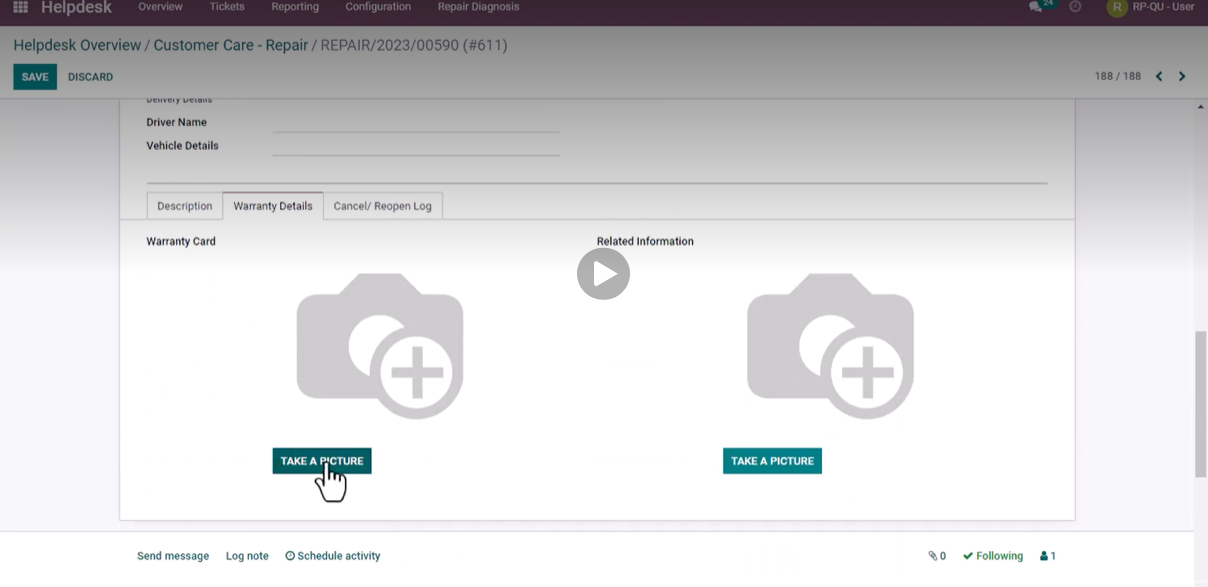 Helpdesk Overview Tickets Reporting Configuration Repair Diagnosis 24 R RP-QU - User
Helpdesk Overview / Customer Care - Repair / REPAIR/2023/00590 (#611)
SAVE DISCARD 188 / 188
Delivery Details
Driver Name
Vehicle Details
Description Warranty Details Cancel/ Reopen Log
Warranty Card Related Information
TAKE A PICTURE TAKE A PICTURE
Send message Log note Schedule activity 0 Following 1